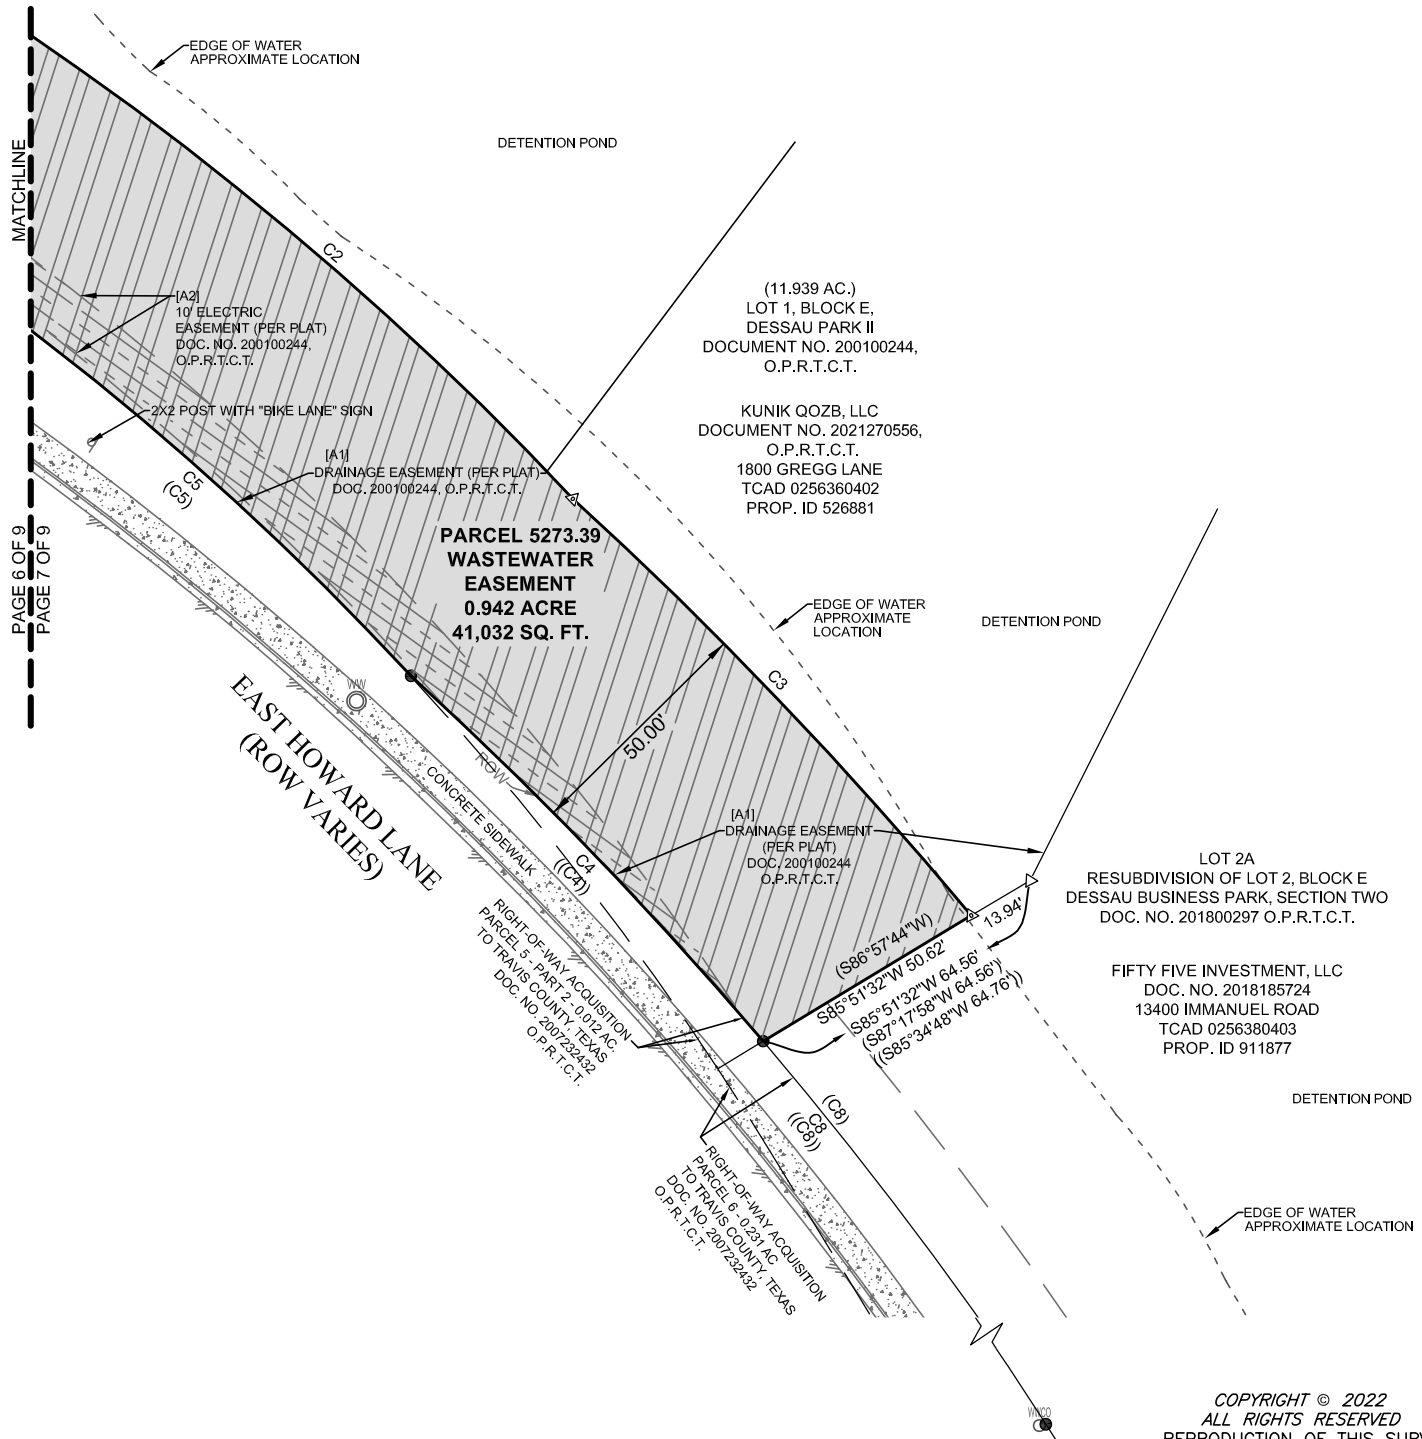 EDGE OF WATER
APPROXIMATE LOCATION
DETENTION POND
MATCHLINE
C2
[A2]
10' ELECTRIC
EASEMENT (PER PLAT)
DOC. NO. 200100244,
O.P.R.T.C.T.
(11.939 AC.)
LOT 1, BLOCK E,
DESSAU PARK II
DOCUMENT NO. 200100244,
O.P.R.T.C.T.
KUNIK QOZB, LLC
DOCUMENT NO. 2021270556,
O.P.R.T.C.T.
1800 GREGG LANE
TCAD 0256360402
PROP. ID 526881
2X2 POST WITH "BIKE LANE" SIGN
[A1]
DRAINAGE EASEMENT (PER PLAT)
DOC. 200100244, O.P.R.T.C.T.
C5
(C5)
PARCEL 5273.39
WASTEWATER
EASEMENT
0.942 ACRE
41,032 SQ. FT.
PAGE 6 OF 9
PAGE 7 OF 9
EDGE OF WATER
APPROXIMATE
LOCATION
DETENTION POND
C3
WW
EAST HOWARD LANE
(ROW VARIES)
50.00'
ROW
CONCRETE SIDEWALK
C4
((C4))
[A1]
DRAINAGE EASEMENT
(PER PLAT)
DOC. 200100244
O.P.R.T.C.T.
LOT 2A
RESUBDIVISION OF LOT 2, BLOCK E
DESSAU BUSINESS PARK, SECTION TWO
DOC. NO. 201800297 O.P.R.T.C.T.
FIFTY FIVE INVESTMENT, LLC
DOC. NO. 2018185724
13400 IMMANUEL ROAD
TCAD 0256380403
PROP. ID 911877
13.94'
(S86°57'44"W)
S85°51'32"W 50.62'
S85°51'32"W 64.56'
(S87°17'58"W 64.56')
((S85°34'48"W 64.76'))
RIGHT-OF-WAY ACQUISITION
PARCEL 5 - PART 2 - 0.012 AC.
TO TRAVIS COUNTY, TEXAS
DOC. NO. 2007232432
O.P.R.T.C.T.
(C8)
C8
((C8))
DETENTION POND
RIGHT-OF-WAY ACQUISITION
PARCEL 6 - 0.231 AC
TO TRAVIS COUNTY, TEXAS
DOC. NO. 2007232432
O.P.R.T.C.T.
EDGE OF WATER
APPROXIMATE LOCATION
WWCO
COPYRIGHT © 2022
ALL RIGHTS RESERVED
REPRODUCTION OF THIS SURV